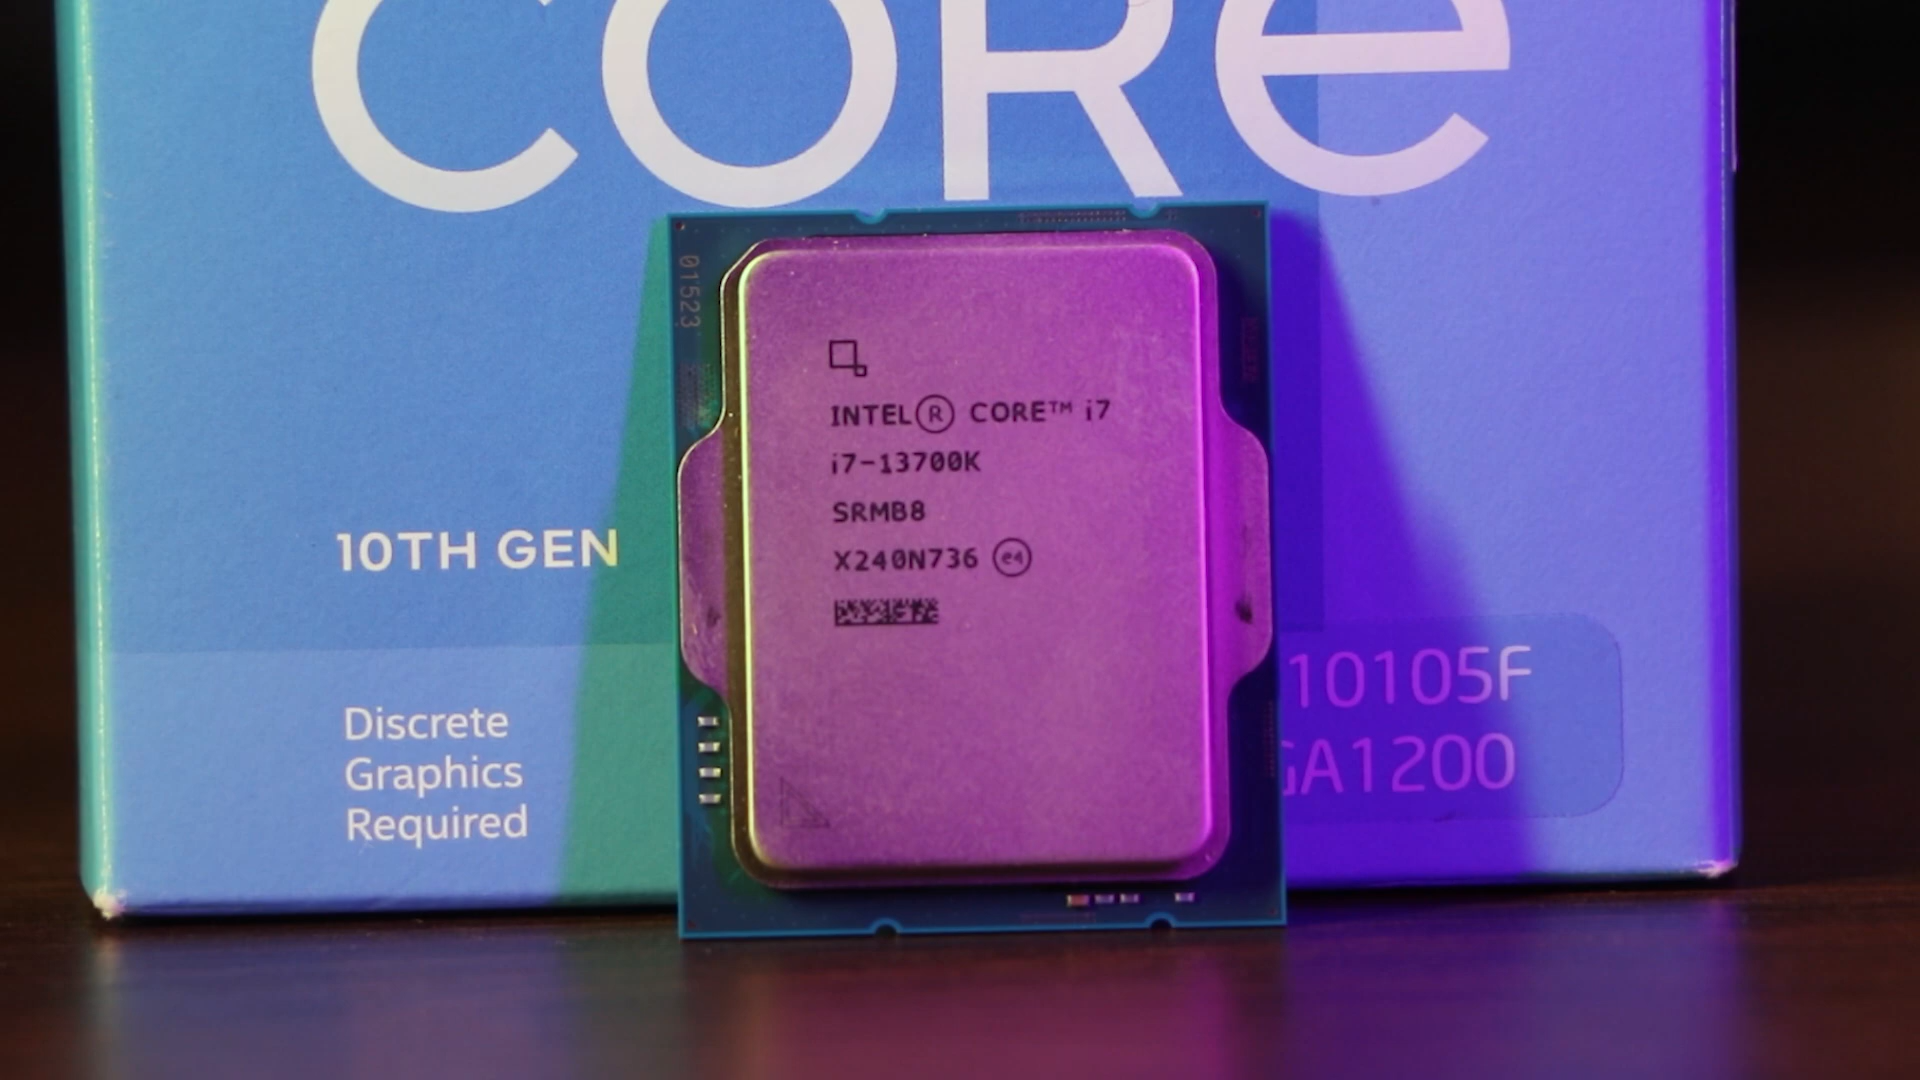 CORe
01523
INTEL® CORE™ i7
i7-13700K
SRMB8
X240N736 e4
10TH GEN
Discrete
Graphics
Required
10105F
GA1200